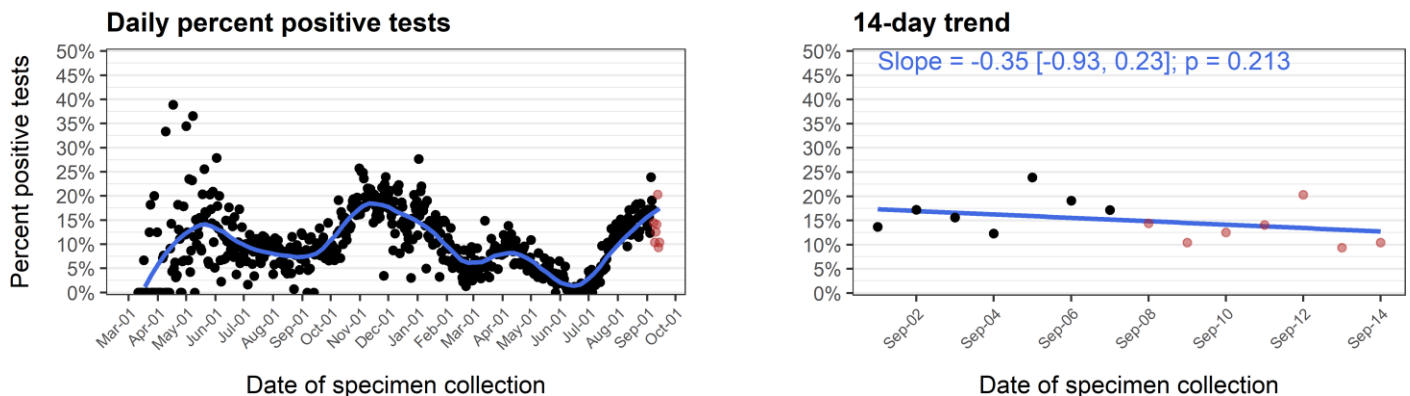 Daily percent positive tests
Percent positive tests
50%
45%
40%
35%
30%
25%
20%
15%
10%
5%
0%
Mar-01 Apr-01 May-01 Jun-01 Jul-01 Aug-01 Sep-01 Oct-01 Nov-01 Dec-01 Jan-01 Feb-01 Mar-01 Apr-01 May-01 Jun-01 Jul-01 Aug-01 Sep-01 Oct-01
Date of specimen collection
14-day trend
Slope = -0.35 [-0.93, 0.23]; p = 0.213
50%
45%
40%
35%
30%
25%
20%
15%
10%
5%
0%
Sep-02 Sep-04 Sep-06 Sep-08 Sep-10 Sep-12 Sep-14
Date of specimen collection